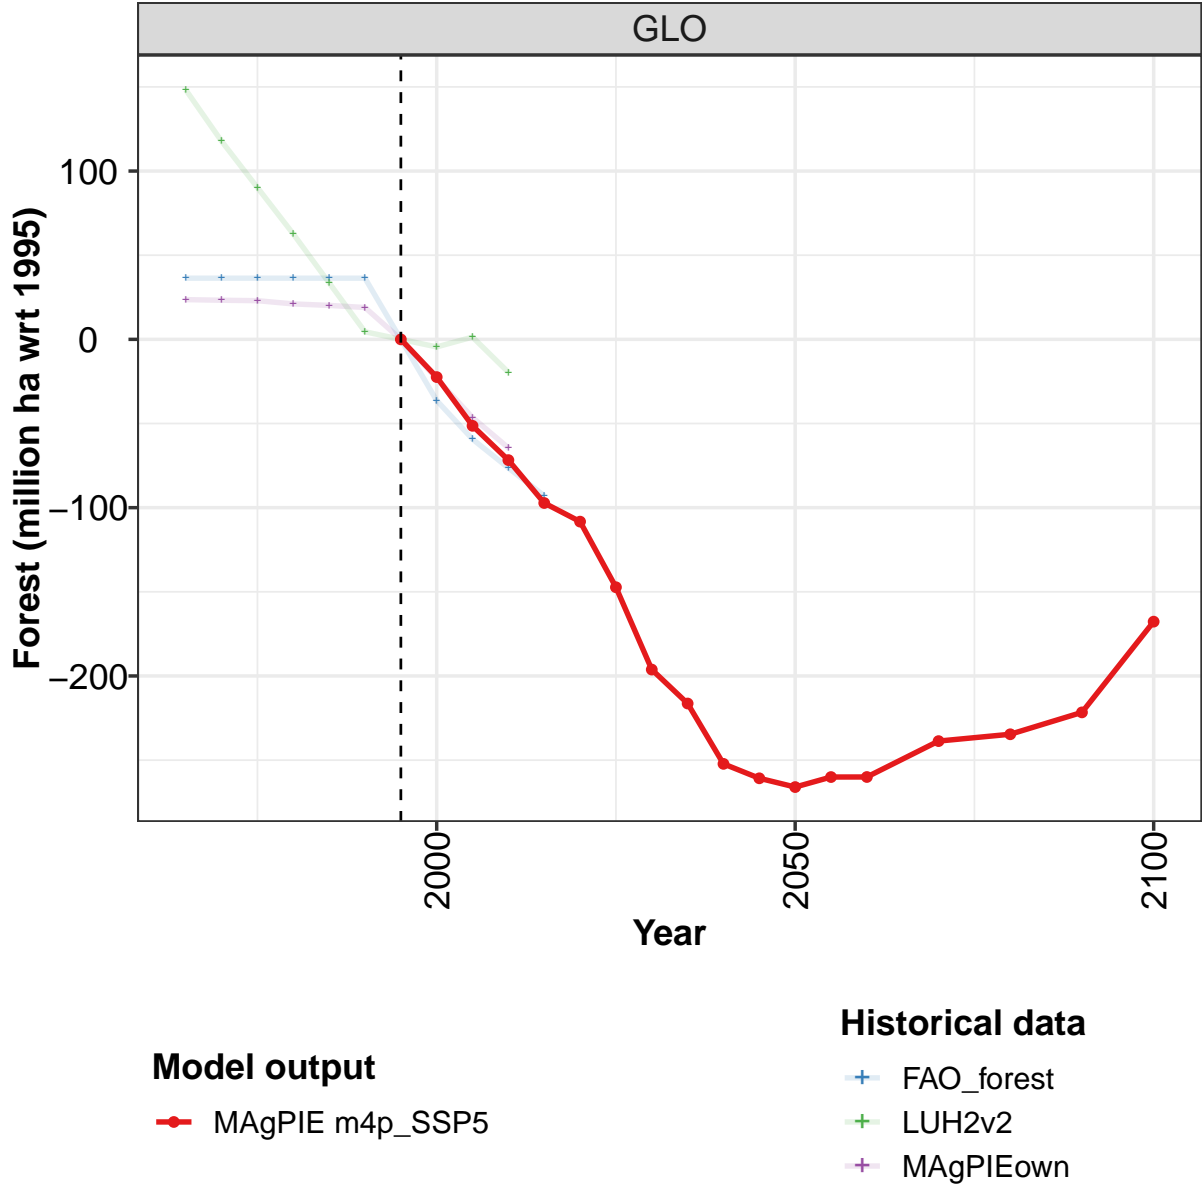 GLO
Forest (million ha wrt 1995)
100
0
−100
−200
2000
2050
2100
Year
Model output
MAgPIE m4p_SSP5
Historical data
FAO_forest
LUH2v2
MAgPIEown